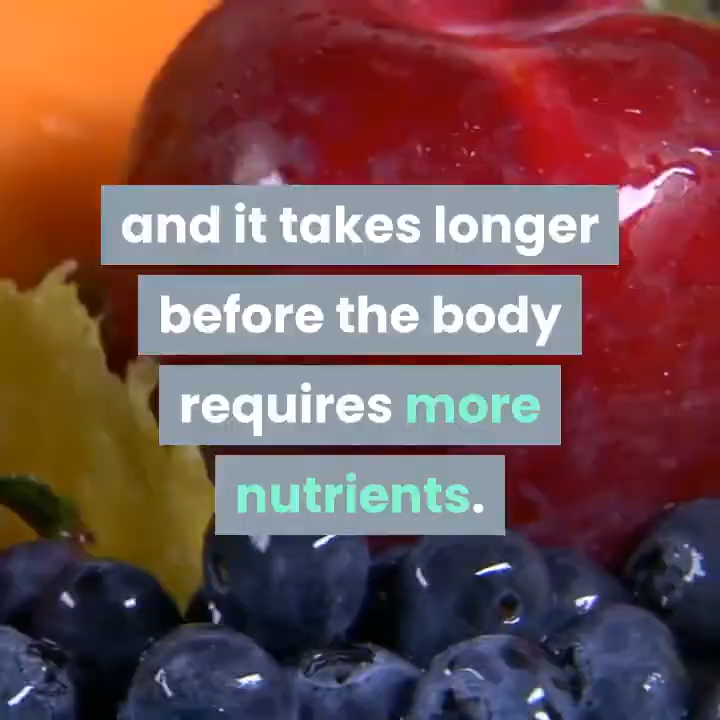 and it takes longer
before the body
requires more
nutrients.